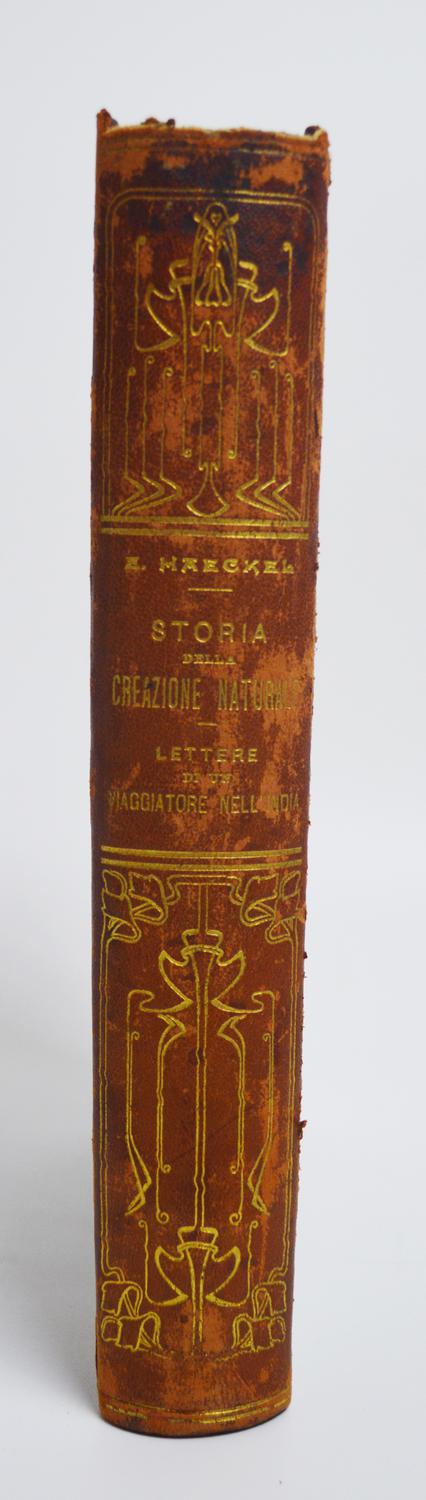 E. HAECKEL
STORIA
DELLA
CREAZIONE NATURALE
LETTERE
DI UN
VIAGGIATORE NELL'INDIA